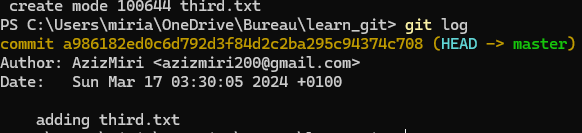 create mode 100644 third.txt
PS C:\Users\miria\OneDrive\Bureau\learn_git> git log
commit a986182ed0c6d792d3f84d2c2ba295c94374c708 (HEAD -> master)
Author: AzizMiri <azizmiri200@gmail.com>
Date:   Sun Mar 17 03:30:05 2024 +0100
adding third.txt